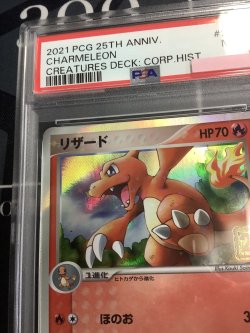 2021 PCG 25TH ANNIV.
CHARMELEON
CREATURES DECK: CORP.HIST
PSA
リザード
HP70
1進化
ヒトカゲから進化
ほのお
3